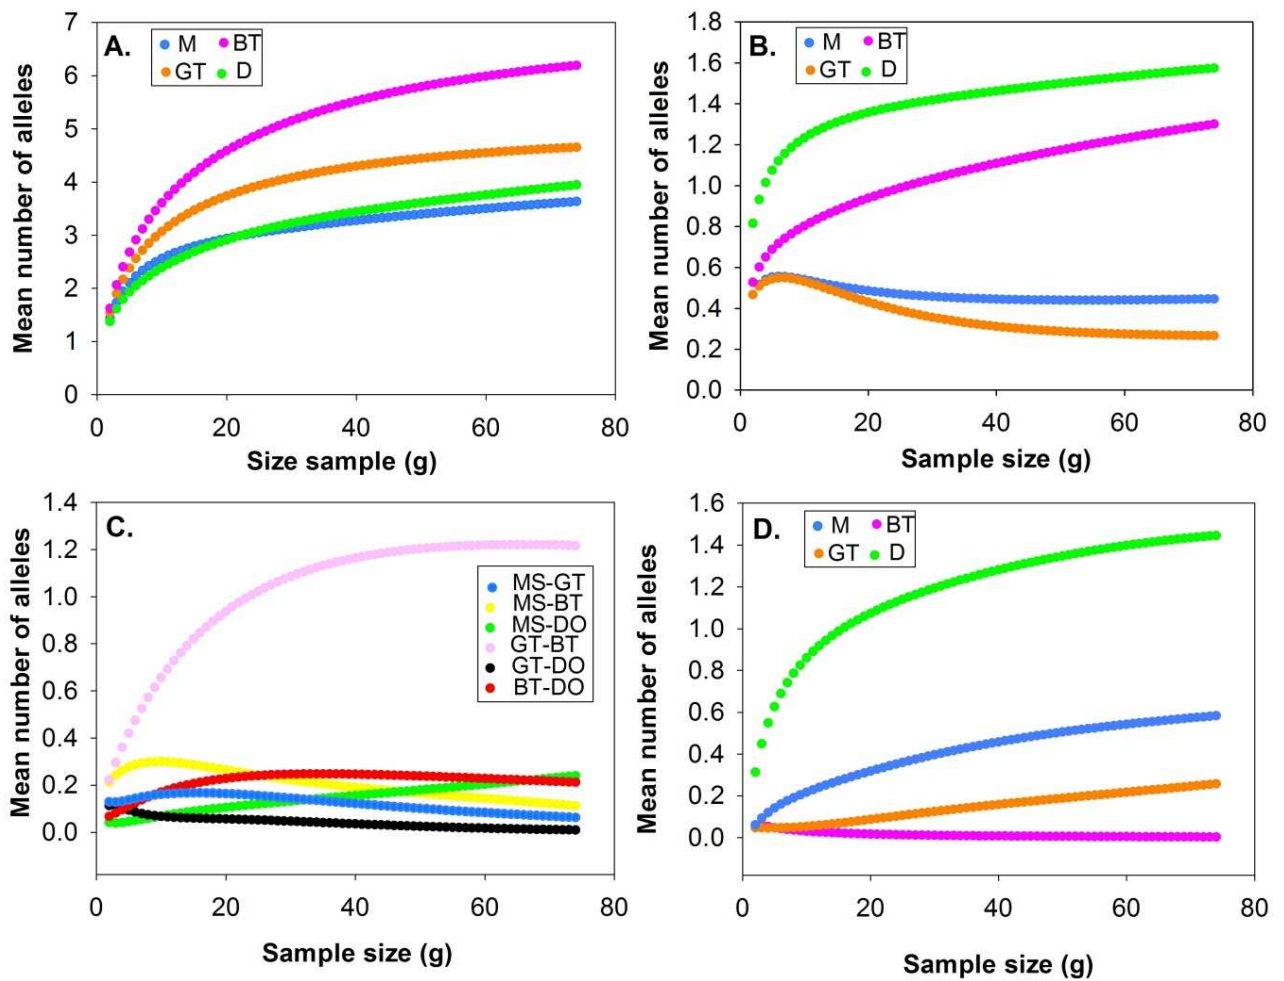 A.
M BT
GT D
Mean number of alleles
7
6
5
4
3
2
1
0
0 20 40 60 80
Size sample (g)
B.
M BT
GT D
Mean number of alleles
1.8
1.6
1.4
1.2
1.0
0.8
0.6
0.4
0.2
0.0
0 20 40 60 80
Sample size (g)
C.
MS-GT
MS-BT
MS-DO
GT-BT
GT-DO
BT-DO
Mean number of alleles
1.4
1.2
1.0
0.8
0.6
0.4
0.2
0.0
0 20 40 60 80
Sample size (g)
D.
M BT
GT D
Mean number of alleles
1.6
1.4
1.2
1.0
0.8
0.6
0.4
0.2
0.0
0 20 40 60 80
Sample size (g)